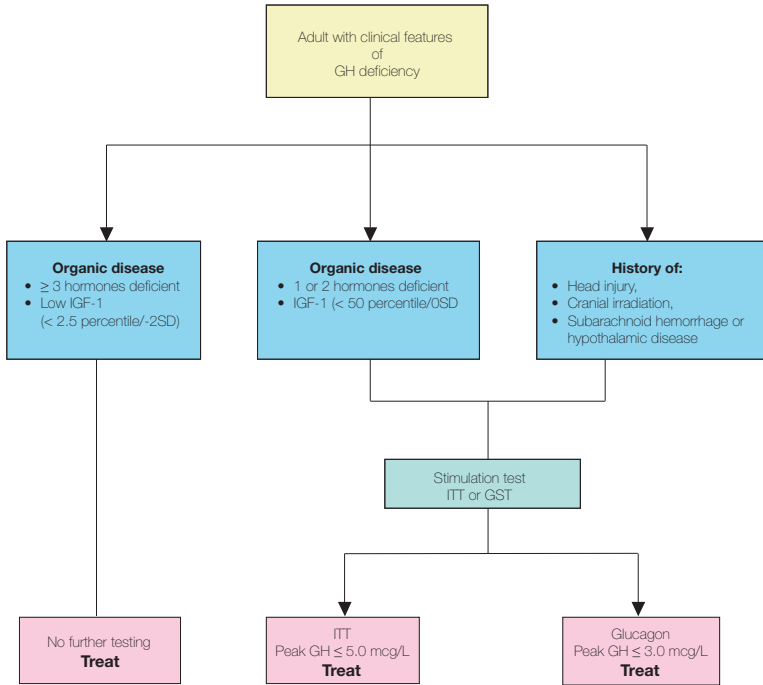 Adult with clinical features
of
GH deficiency
Organic disease
• ≥ 3 hormones deficient
• Low IGF-1
(< 2.5 percentile/-2SD)
Organic disease
• 1 or 2 hormones deficient
• IGF-1 (< 50 percentile/0SD
History of:
• Head injury,
• Cranial irradiation,
• Subarachnoid hemorrhage or
hypothalamic disease
Stimulation test
ITT or GST
No further testing
Treat
ITT
Peak GH ≤ 5.0 mcg/L
Treat
Glucagon
Peak GH ≤ 3.0 mcg/L
Treat